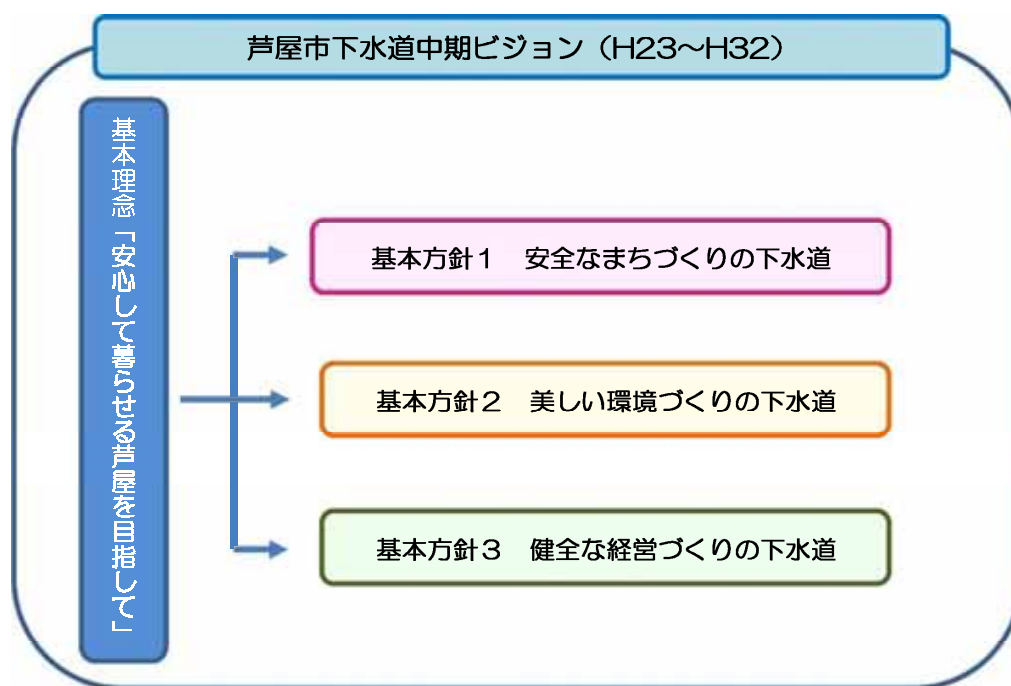 芦屋市下水道中期ビジョン（H23～H32）
基本理念「安心して暮らせる芦屋を目指して」
基本方針１　安全なまちづくりの下水道
基本方針２　美しい環境づくりの下水道
基本方針３　健全な経営づくりの下水道